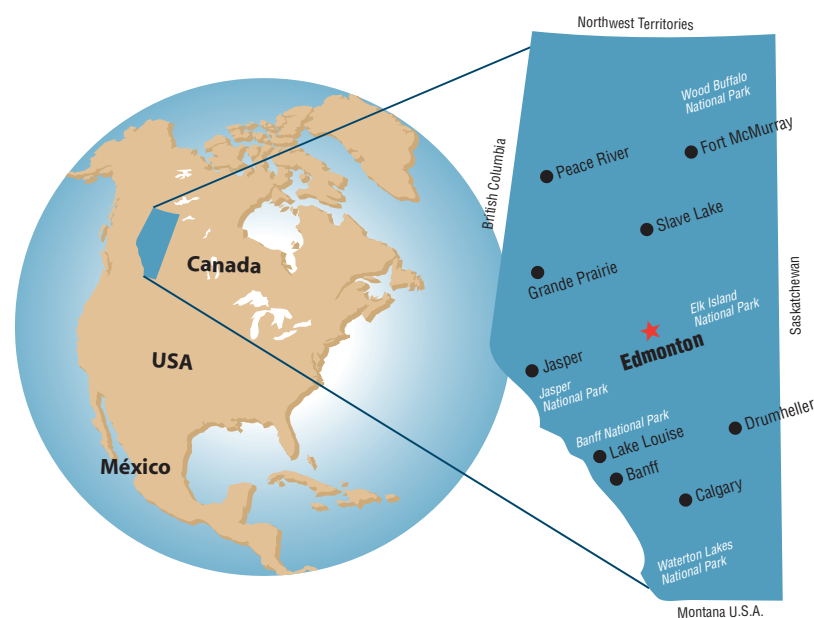 Northwest Territories
Wood Buffalo
National Park
Fort McMurray
Peace River
British Columbia
Slave Lake
Canada
Grande Prairie
Elk Island
National Park
Saskatchewan
Edmonton
USA
Jasper
Jasper
National Park
Drumheller
Banff National Park
Lake Louise
México
Banff
Calgary
Waterton Lakes
National Park
Montana U.S.A.